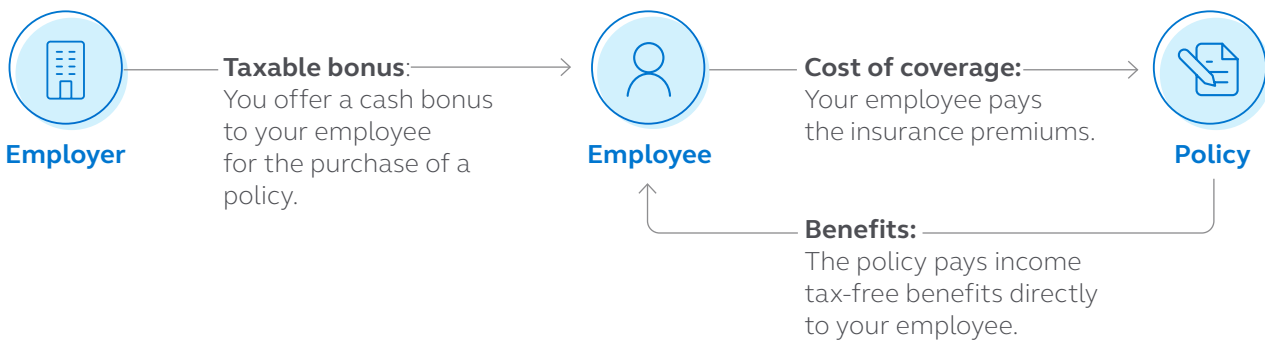 Taxable bonus:
You offer a cash bonus
to your employee
for the purchase of a
policy.
Employer
Cost of coverage:
Your employee pays
the insurance premiums.
Employee
Policy
Benefits:
The policy pays income
tax-free benefits directly
to your employee.